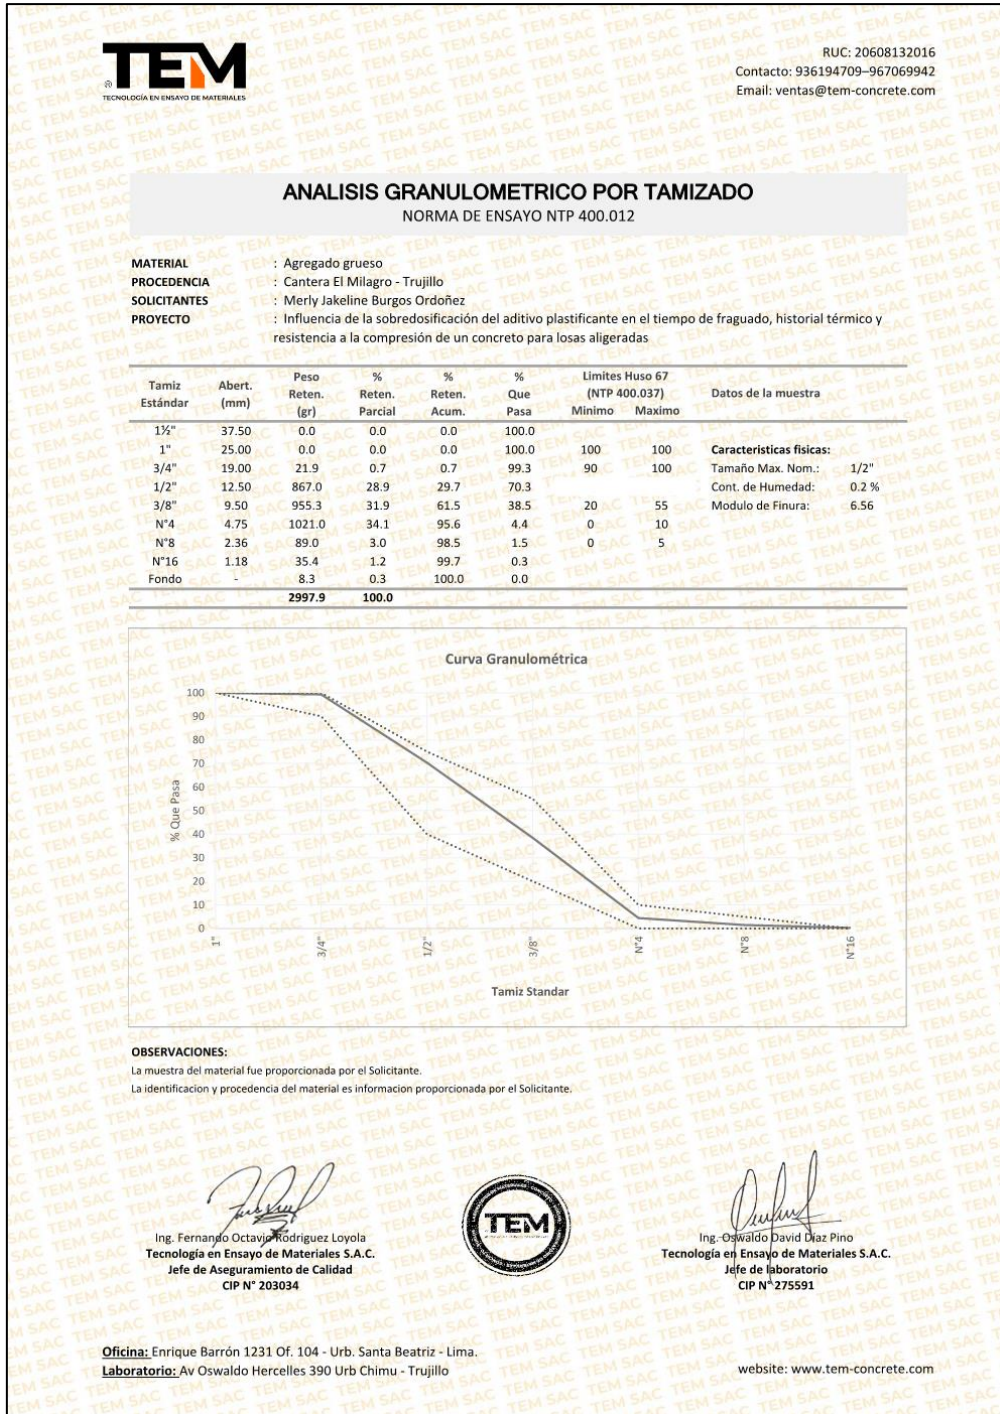 TEM
®
TECNOLOGÍA EN ENSAYO DE MATERIALES
RUC: 20608132016
Contacto: 936194709–967069942
Email: ventas@tem-concrete.com
ANALISIS GRANULOMETRICO POR TAMIZADO
NORMA DE ENSAYO NTP 400.012
MATERIAL : Agregado grueso
PROCEDENCIA : Cantera El Milagro - Trujillo
SOLICITANTES : Merly Jakeline Burgos Ordoñez
PROYECTO : Influencia de la sobredosificación del aditivo plastificante en el tiempo de fraguado, historial térmico y
resistencia a la compresión de un concreto para losas aligeradas
Tamiz Estándar Abert. (mm) Peso Reten. (gr) % Reten. Parcial % Reten. Acum. % Que Pasa Limites Huso 67 (NTP 400.037) Minimo Maximo Datos de la muestra
1½" 37.50 0.0 0.0 0.0 100.0
1" 25.00 0.0 0.0 0.0 100.0 100 100 Caracteristicas fisicas:
3/4" 19.00 21.9 0.7 0.7 99.3 90 100 Tamaño Max. Nom.: 1/2"
1/2" 12.50 867.0 28.9 29.7 70.3 Cont. de Humedad: 0.2 %
3/8" 9.50 955.3 31.9 61.5 38.5 20 55 Modulo de Finura: 6.56
N°4 4.75 1021.0 34.1 95.6 4.4 0 10
N°8 2.36 89.0 3.0 98.5 1.5 0 5
N°16 1.18 35.4 1.2 99.7 0.3
Fondo - 8.3 0.3 100.0 0.0
2997.9 100.0
Curva Granulométrica
100
90
80
70
60
50
40
30
20
10
0
% Que Pasa
1" 3/4" 1/2" 3/8" N°4 N°8 N°16
Tamiz Standar
OBSERVACIONES:
La muestra del material fue proporcionada por el Solicitante.
La identificacion y procedencia del material es informacion proporcionada por el Solicitante.
Ing. Fernando Octavio Rodriguez Loyola
Tecnología en Ensayo de Materiales S.A.C.
Jefe de Aseguramiento de Calidad
CIP N° 203034
TEM
Ing. Oswaldo David Díaz Pino
Tecnología en Ensayo de Materiales S.A.C.
Jefe de laboratorio
CIP N° 275591
Oficina: Enrique Barrón 1231 Of. 104 - Urb. Santa Beatriz - Lima.
Laboratorio: Av Oswaldo Hercelles 390 Urb Chimu - Trujillo
website: www.tem-concrete.com